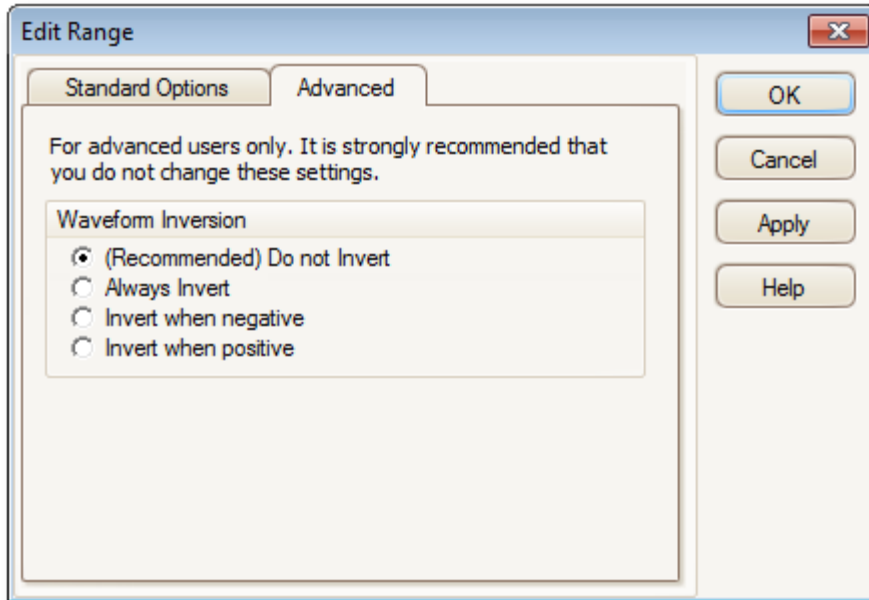 Edit Range
Standard Options
Advanced
For advanced users only. It is strongly recommended that
you do not change these settings.
Waveform Inversion
(Recommended) Do not Invert
Always Invert
Invert when negative
Invert when positive
OK
Cancel
Apply
Help